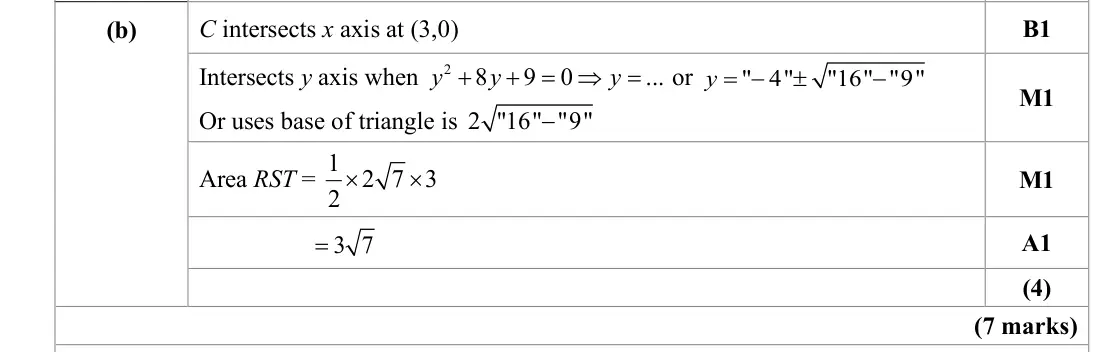 (b) C intersects x axis at (3,0) B1
Intersects y axis when y² + 8y + 9 = 0 ⇒ y = ... or y = "− 4" ± √"16"−"9" M1
Or uses base of triangle is 2√"16"−"9"
Area RST = 1/2 × 2√7 × 3 M1
= 3√7 A1
(4)
(7 marks)